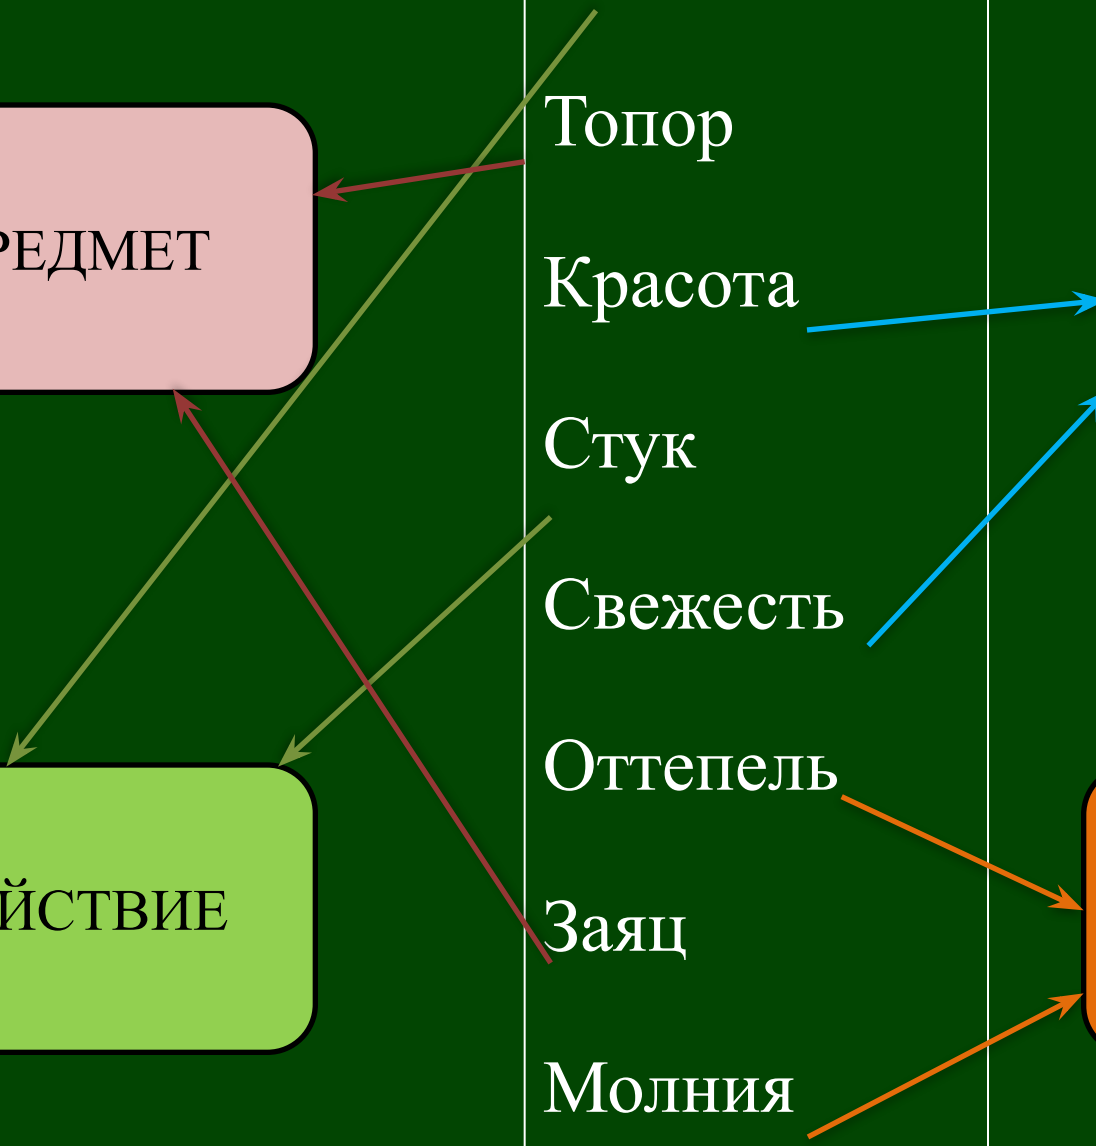 Топор
РЕДМЕТ
Красота
Стук
Свежесть
Оттепель
ЙСТВИЕ
Заяц
Молния